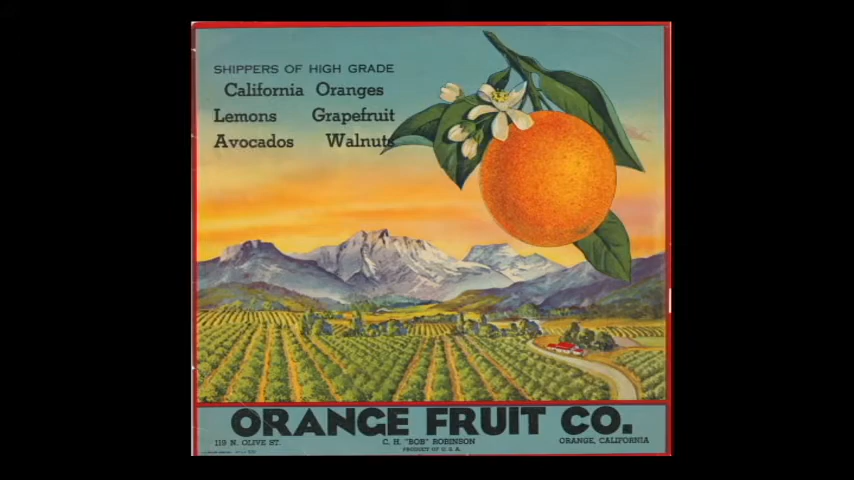 SHIPPERS OF HIGH GRADE
California Oranges
Lemons Grapefruit
Avocados Walnuts
ORANGE FRUIT CO.
119 N. OLIVE ST. C. H. "BOB" ROBINSON ORANGE, CALIFORNIA
PRODUCT OF U.S.A.